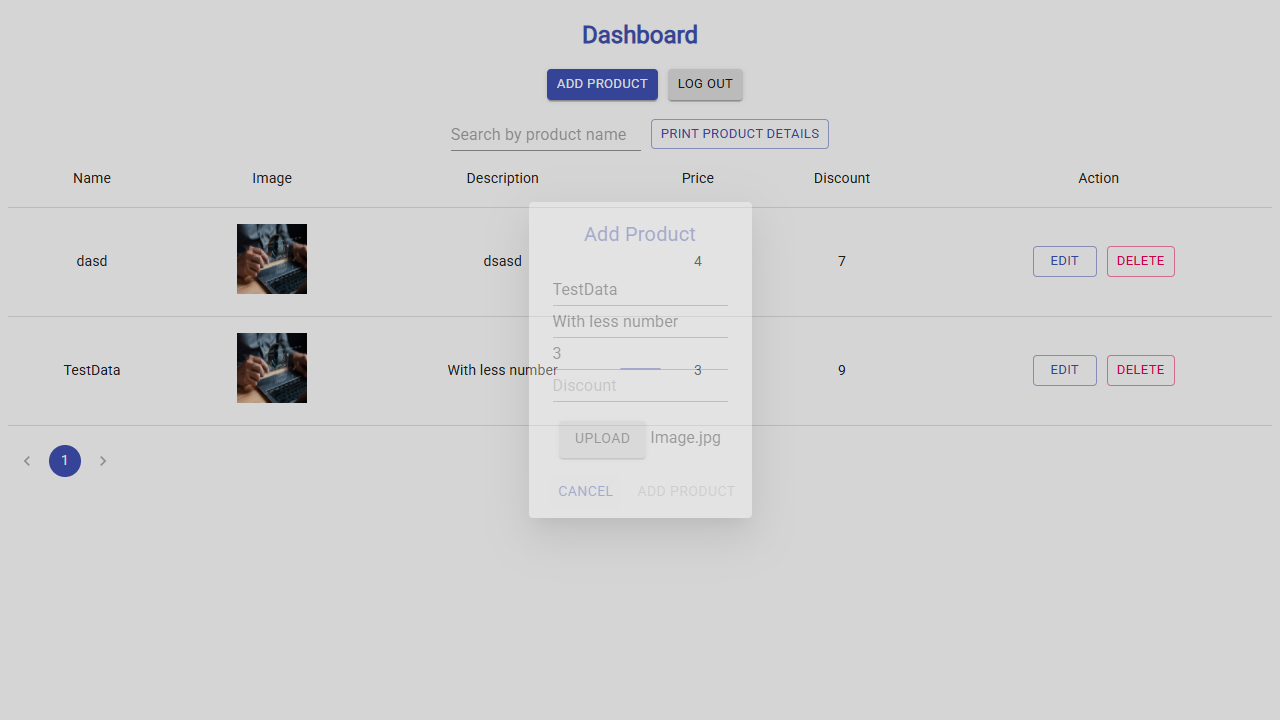 Dashboard
ADD PRODUCT LOG OUT
Search by product name PRINT PRODUCT DETAILS
Name Image Description Price Discount Action
dasd dsasd 4 7 EDIT DELETE
TestData With less number 3 9 EDIT DELETE
1
Add Product
TestData
With less number
3
Discount
UPLOAD Image.jpg
CANCEL ADD PRODUCT